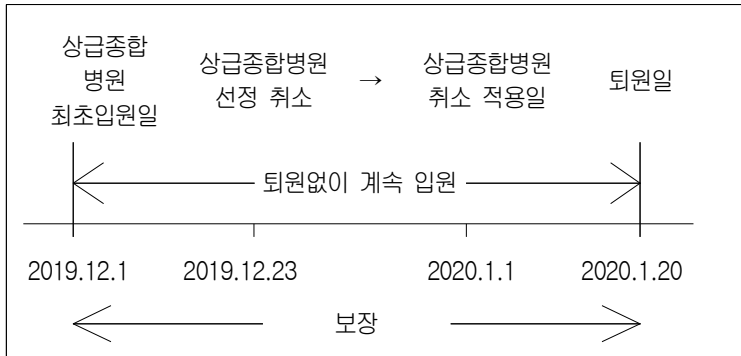 상급종합
병원
최초입원일
상급종합병원
선정 취소
→
상급종합병원
취소 적용일
퇴원일
퇴원없이 계속 입원
2019.12.1
2019.12.23
2020.1.1
2020.1.20
보장